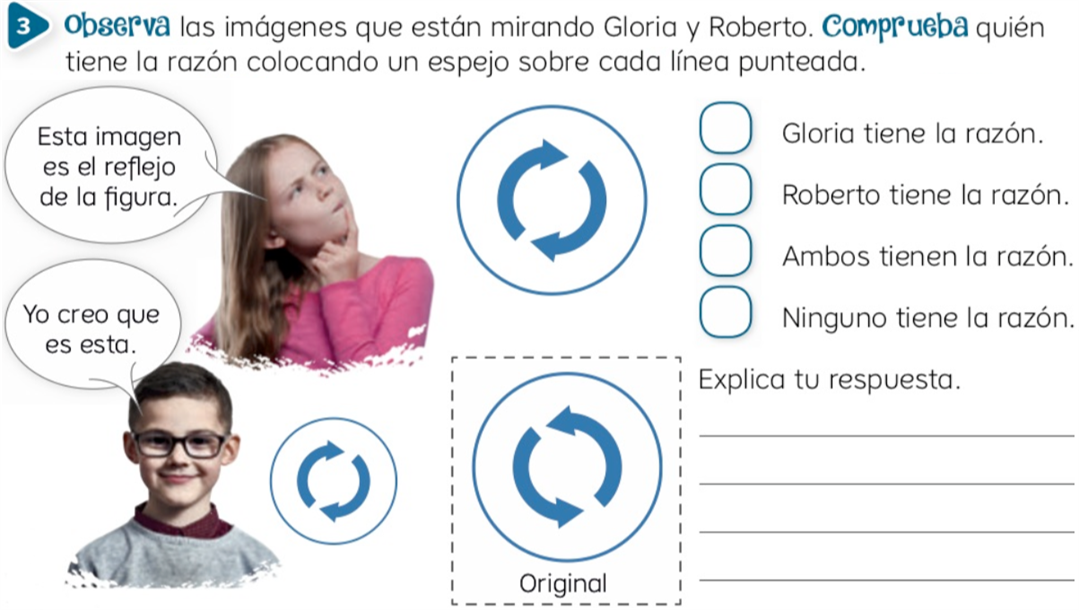 3 Observa las imágenes que están mirando Gloria y Roberto. Comprueba quién
tiene la razón colocando un espejo sobre cada línea punteada.
Esta imagen
es el reflejo
de la figura.
Yo creo que
es esta.
Original
Gloria tiene la razón.
Roberto tiene la razón.
Ambos tienen la razón.
Ninguno tiene la razón.
Explica tu respuesta.